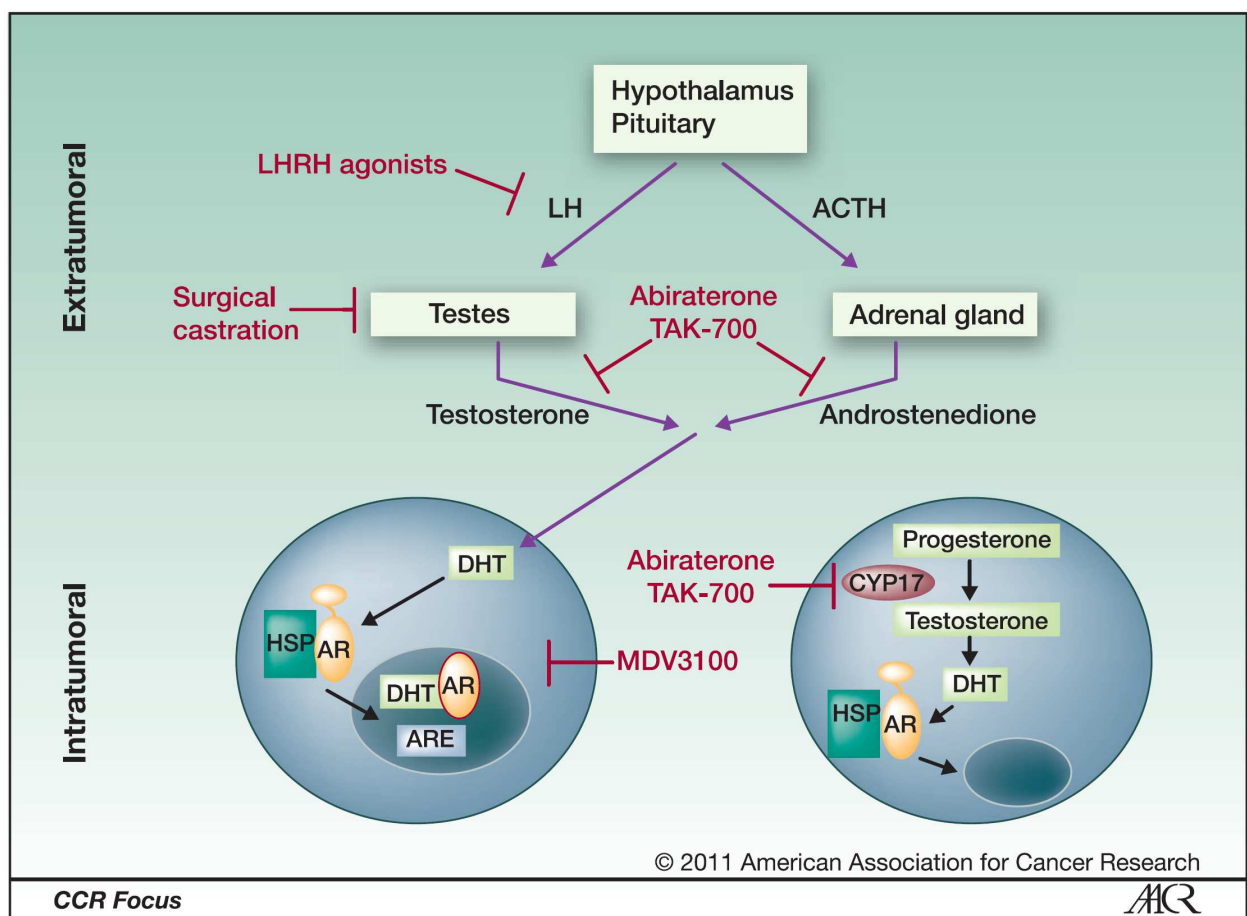 Hypothalamus
Pituitary
LHRH agonists
LH
ACTH
Extratumoral
Surgical
castration
Testes
Abiraterone
TAK-700
Adrenal gland
Testosterone
Androstenedione
Intratumoral
DHT
HSP
AR
DHT
AR
ARE
Abiraterone
TAK-700
MDV3100
Progesterone
CYP17
Testosterone
DHT
HSP
AR
© 2011 American Association for Cancer Research
CCR Focus
AACR